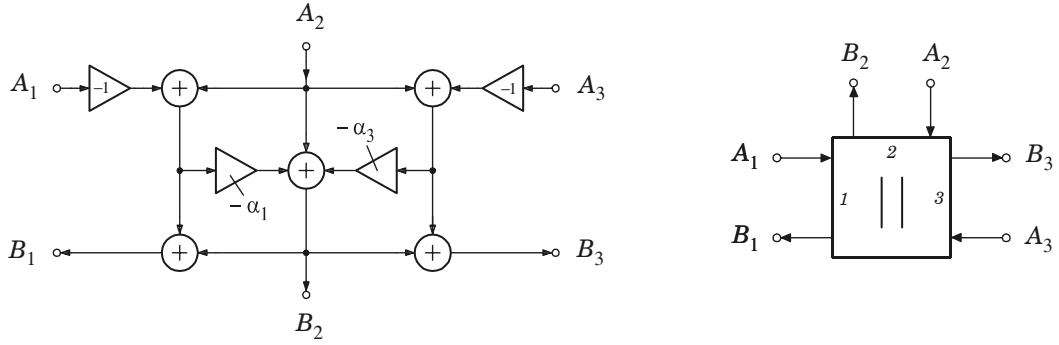 A₂
A₁ -1 + + -1 A₃
− α₃
+
− α₁
B₁ + + B₃
B₂
B₂ A₂
A₁ 2 B₃
1 3
B₁ A₃